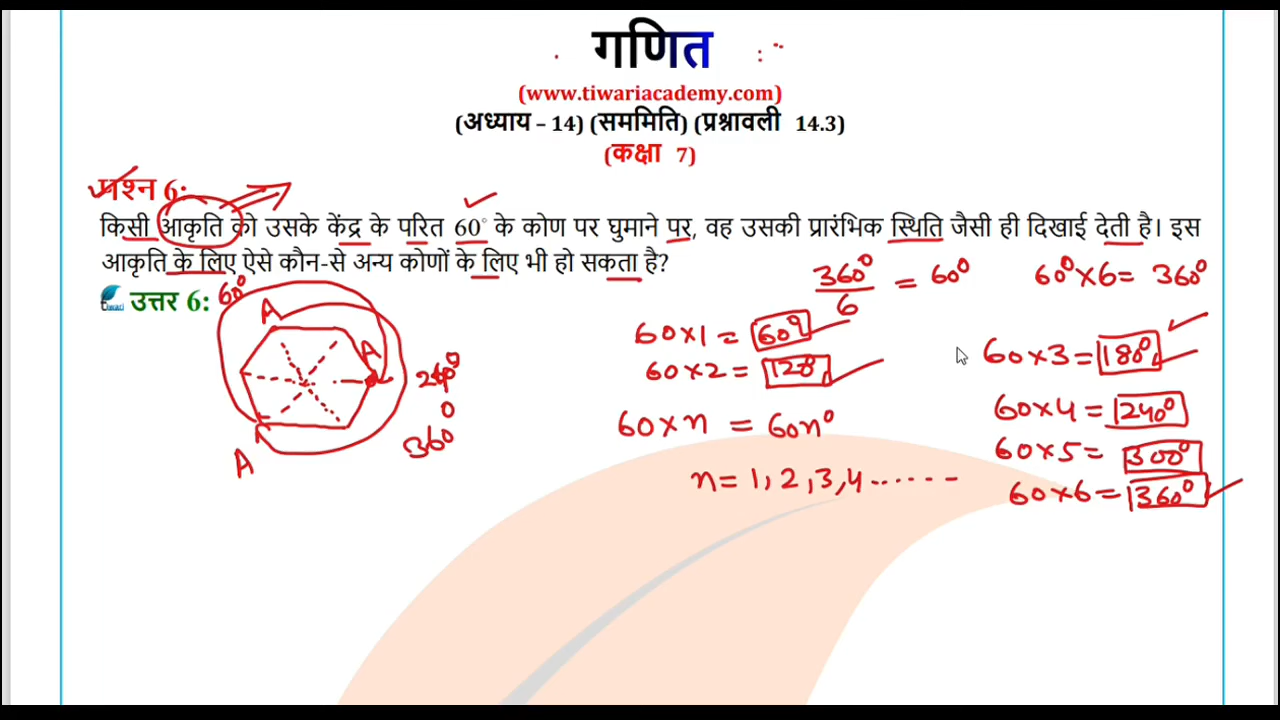 गणित
(www.tiwariacademy.com)
(अध्याय – 14) (सममिति) (प्रश्नावली 14.3)
(कक्षा 7)
प्रश्न 6:
किसी आकृति को उसके केंद्र के परित 60° के कोण पर घुमाने पर, वह उसकी प्रारंभिक स्थिति जैसी ही दिखाई देती है। इस
आकृति के लिए ऐसे कौन-से अन्य कोणों के लिए भी हो सकता है?
उत्तर 6:
60°
A
A
A
0
360
360°/6 = 60°
60°×6= 360°
60×1 = 60°
60×2 = 120°
60×n = 60n°
n= 1, 2, 3, 4.......
60×3=180°
60×4=240°
60×5=300°
60×6=360°